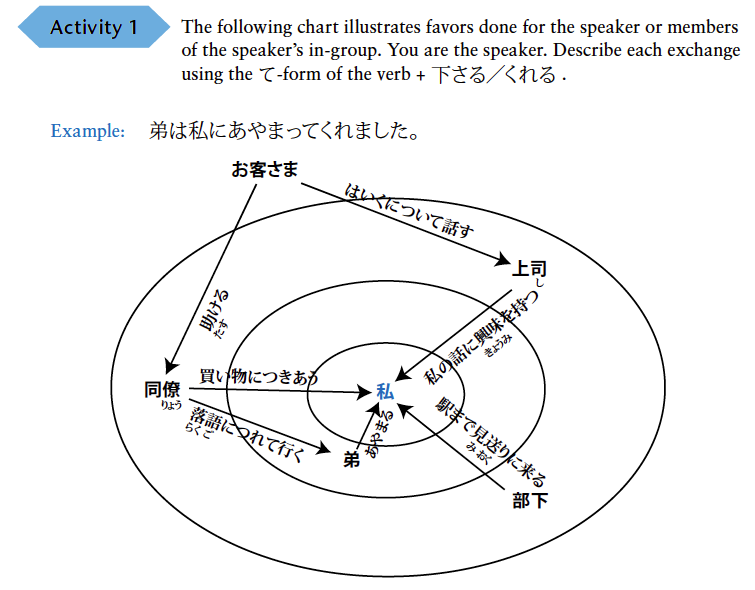 Activity 1
The following chart illustrates favors done for the speaker or members
of the speaker's in-group. You are the speaker. Describe each exchange
using the て-form of the verb + 下さる／くれる .
Example: 弟は私にあやまってくれました。
お客さま
はいくについて話す
上司
し
助ける
たす
私の話に興味を持つ
きょうみ
同僚
りょう
買い物につきあう
私
落語につれて行く
らくご
弟
あやまる
駅まで見送りに来る
みおく
部下